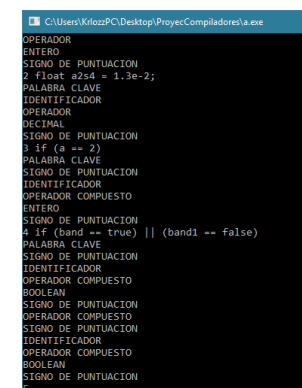 C:\Users\KrlozzPC\Desktop\ProyecCompiladores\a.exe
OPERADOR
ENTERO
SIGNO DE PUNTUACION
2 float a2s4 = 1.3e-2;
PALABRA CLAVE
IDENTIFICADOR
OPERADOR
DECIMAL
SIGNO DE PUNTUACION
3 if (a == 2)
PALABRA CLAVE
SIGNO DE PUNTUACION
IDENTIFICADOR
OPERADOR COMPUESTO
ENTERO
SIGNO DE PUNTUACION
4 if (band == true) || (band1 == false)
PALABRA CLAVE
SIGNO DE PUNTUACION
IDENTIFICADOR
OPERADOR COMPUESTO
BOOLEAN
SIGNO DE PUNTUACION
OPERADOR COMPUESTO
SIGNO DE PUNTUACION
IDENTIFICADOR
OPERADOR COMPUESTO
BOOLEAN
SIGNO DE PUNTUACION